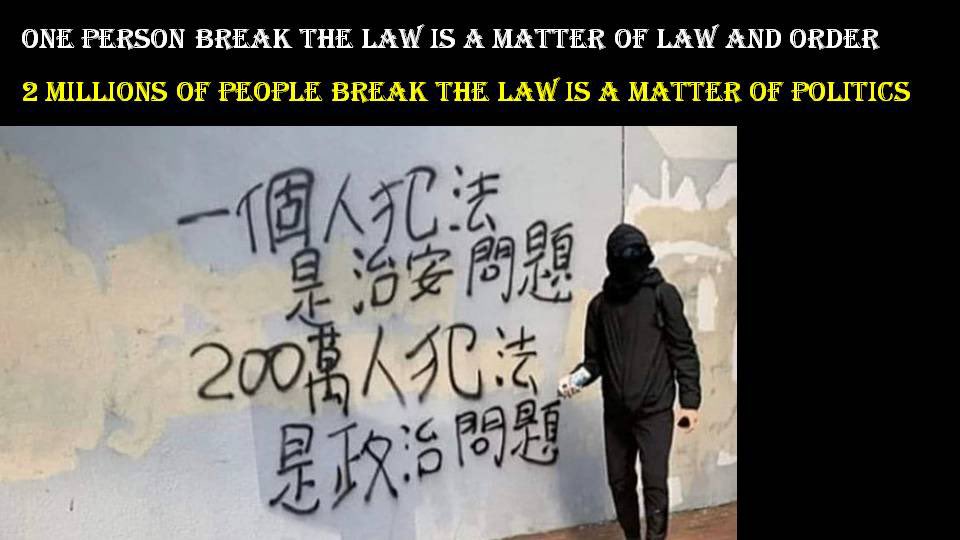 ONE PERSON BREAK THE LAW IS A MATTER OF LAW AND ORDER
2 MILLIONS OF PEOPLE BREAK THE LAW IS A MATTER OF POLITICS
一個人犯法
是治安問題
200萬人犯法
是政治問題